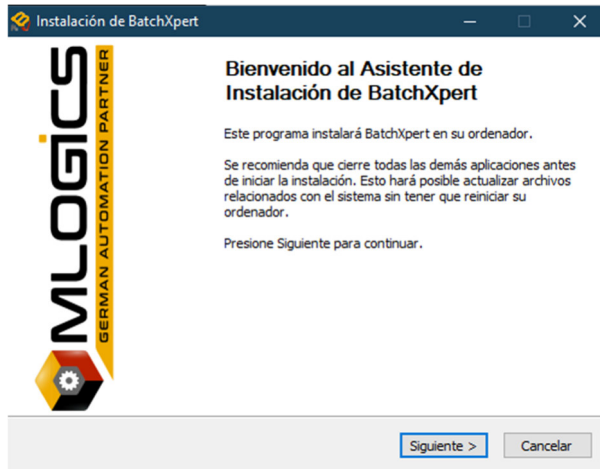 Instalación de BatchXpert
MLOGiCS
GERMAN AUTOMATION PARTNER
Bienvenido al Asistente de
Instalación de BatchXpert
Este programa instalará BatchXpert en su ordenador.
Se recomienda que cierre todas las demás aplicaciones antes
de iniciar la instalación. Esto hará posible actualizar archivos
relacionados con el sistema sin tener que reiniciar su
ordenador.
Presione Siguiente para continuar.
Siguiente >
Cancelar